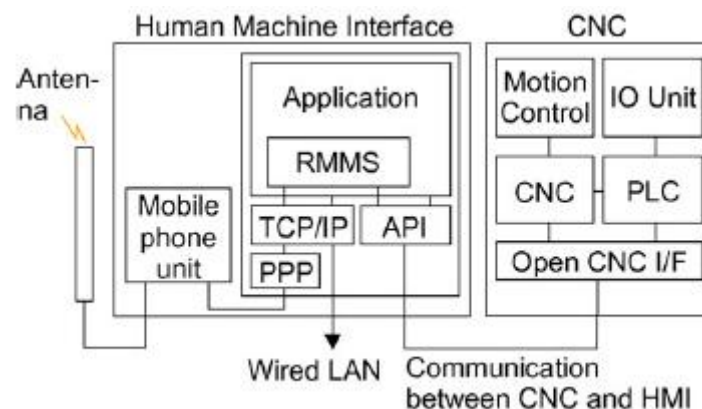 Human Machine Interface
CNC
Anten-
na
Application
RMMS
Mobile
phone
unit
TCP/IP
API
PPP
Motion
Control
IO Unit
CNC
PLC
Open CNC I/F
Wired LAN
Communication
between CNC and HMI